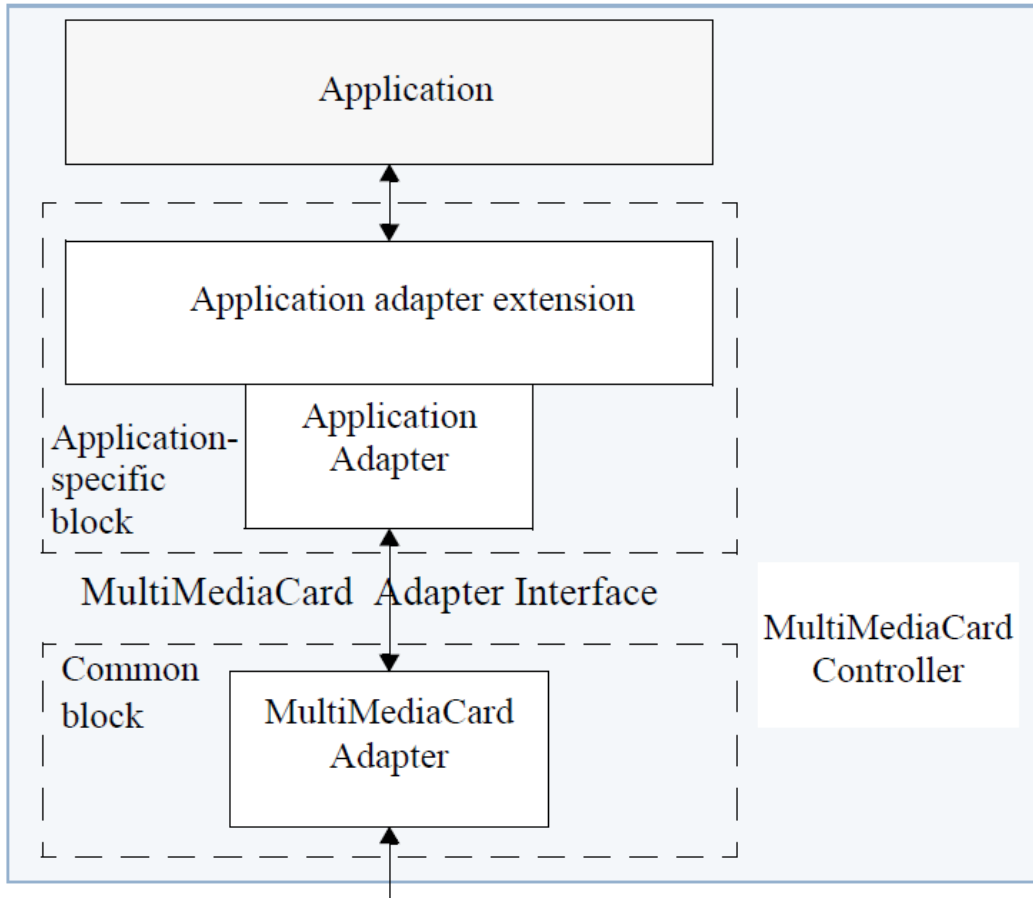 Application
Application adapter extension
Application
Adapter
Application-
specific
block
MultiMediaCard Adapter Interface
MultiMediaCard
Controller
Common
block
MultiMediaCard
Adapter